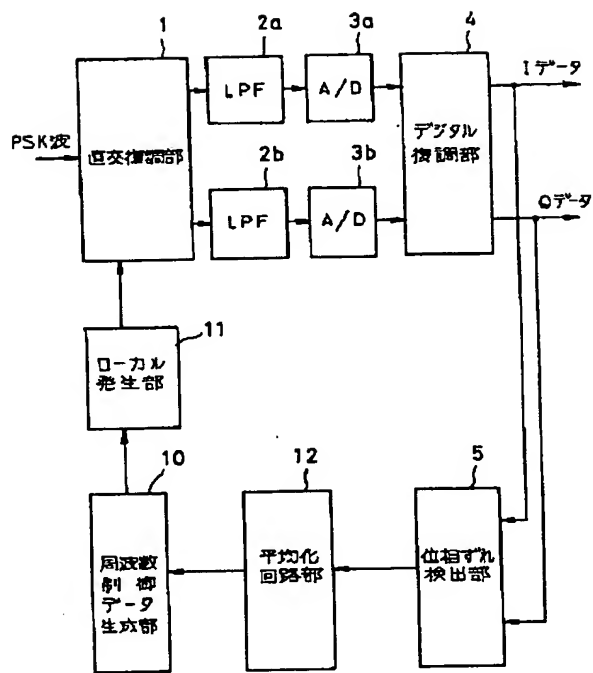 1
2a
3a
4
LPF
A/D
Iデータ
PSK波
直交復調部
デジタル
復調部
2b
3b
LPF
A/D
Qデータ
11
ローカル
発生部
10
12
5
周波数
制御
データ
生成部
平均化
回路部
位相ずれ
検出部